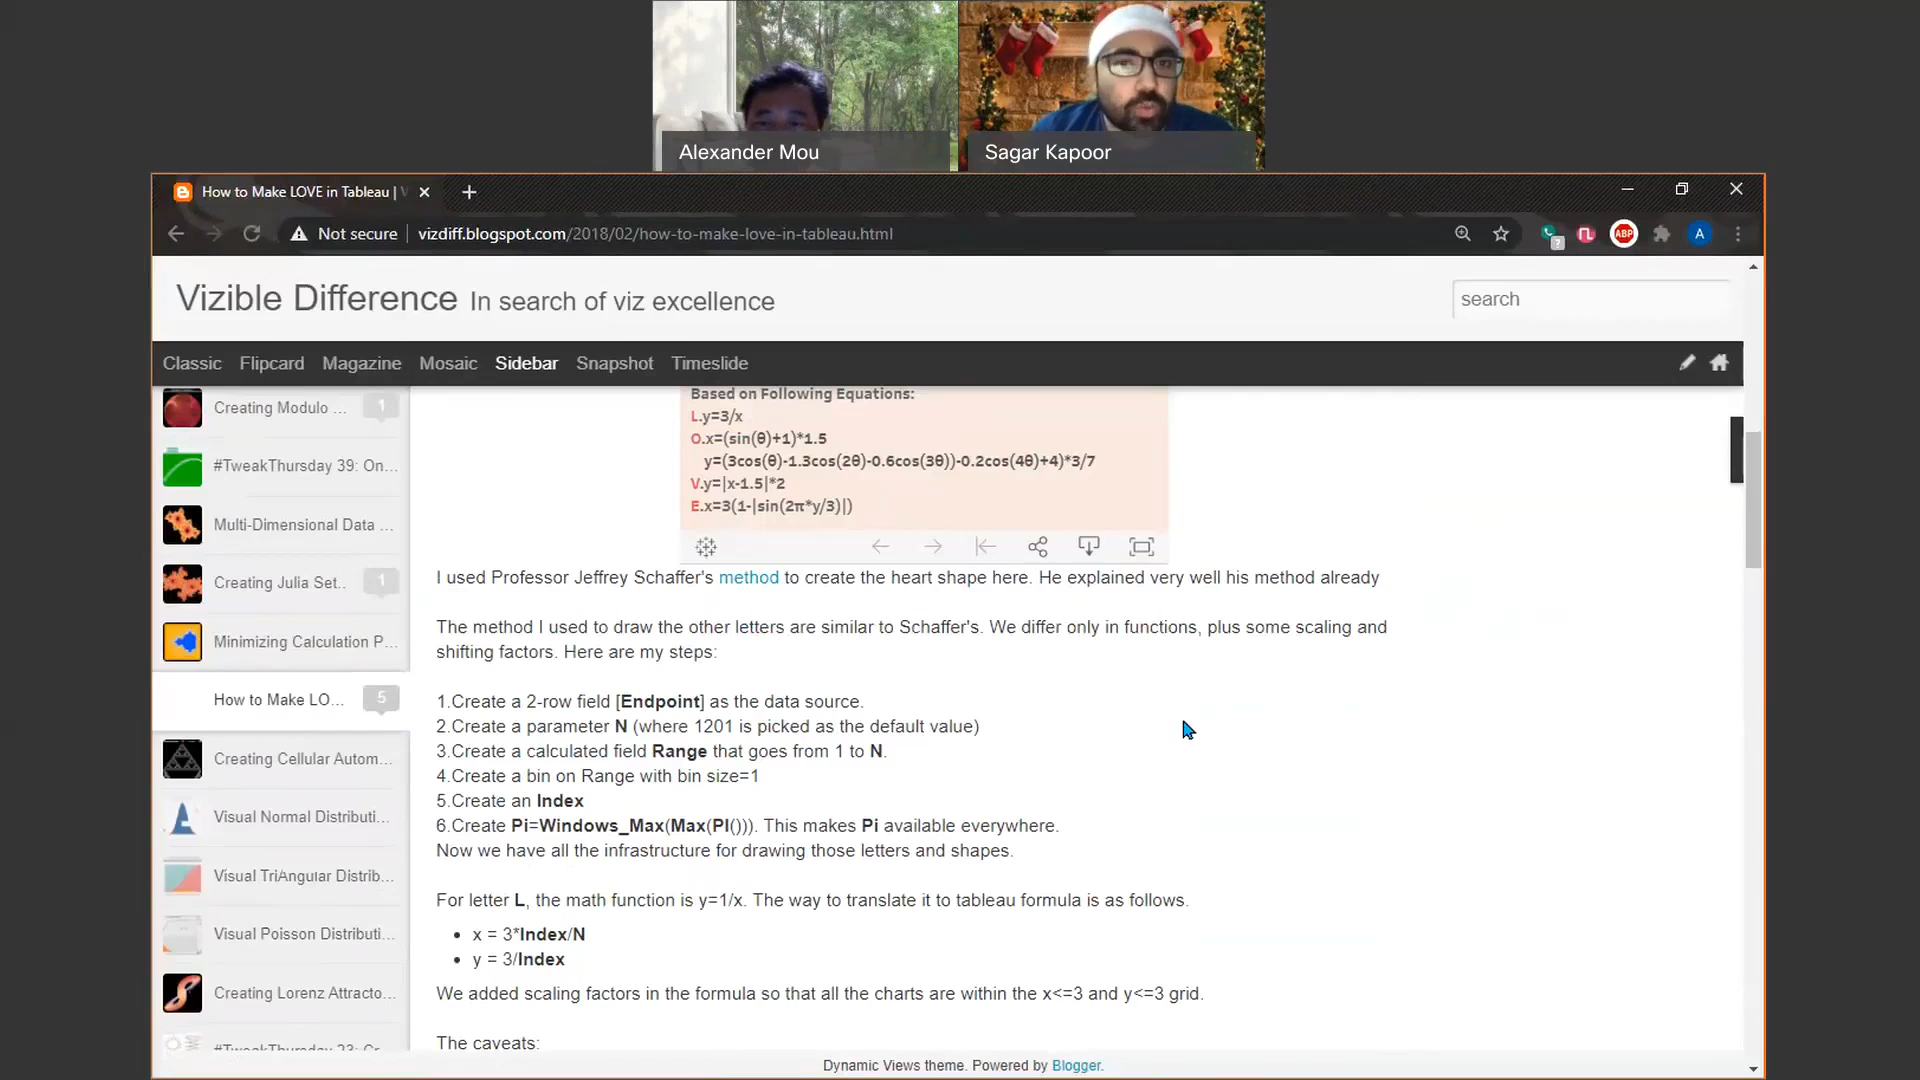 Alexander Mou
Sagar Kapoor
How to Make LOVE in Tableau | V
Not secure
vizdiff.blogspot.com/2018/02/how-to-make-love-in-tableau.html
ABP
A
Vizible Difference In search of viz excellence
search
Classic Flipcard Magazine Mosaic Sidebar Snapshot Timeslide
Creating Modulo ... 1
#TweakThursday 39: On...
Multi-Dimensional Data ...
Creating Julia Set.. 1
Minimizing Calculation P...
How to Make LO... 5
Creating Cellular Autom...
Visual Normal Distributi...
Visual TriAngular Distrib...
Visual Poisson Distributi...
Creating Lorenz Attracto...
#TweakThursday 23: Cr
Based on Following Equations:
L.y=3/x
O.x=(sin(θ)+1)*1.5
y=(3cos(θ)-1.3cos(2θ)-0.6cos(3θ))-0.2cos(4θ)+4)*3/7
V.y=|x-1.5|*2
E.x=3(1-|sin(2π*y/3)|)
I used Professor Jeffrey Schaffer's method to create the heart shape here. He explained very well his method already
The method I used to draw the other letters are similar to Schaffer's. We differ only in functions, plus some scaling and
shifting factors. Here are my steps:
1.Create a 2-row field [Endpoint] as the data source.
2.Create a parameter N (where 1201 is picked as the default value)
3.Create a calculated field Range that goes from 1 to N.
4.Create a bin on Range with bin size=1
5.Create an Index
6.Create Pi=Windows_Max(Max(PI())). This makes Pi available everywhere.
Now we have all the infrastructure for drawing those letters and shapes.
For letter L, the math function is y=1/x. The way to translate it to tableau formula is as follows.
• x = 3*Index/N
• y = 3/Index
We added scaling factors in the formula so that all the charts are within the x<=3 and y<=3 grid.
The caveats:
Dynamic Views theme. Powered by Blogger.